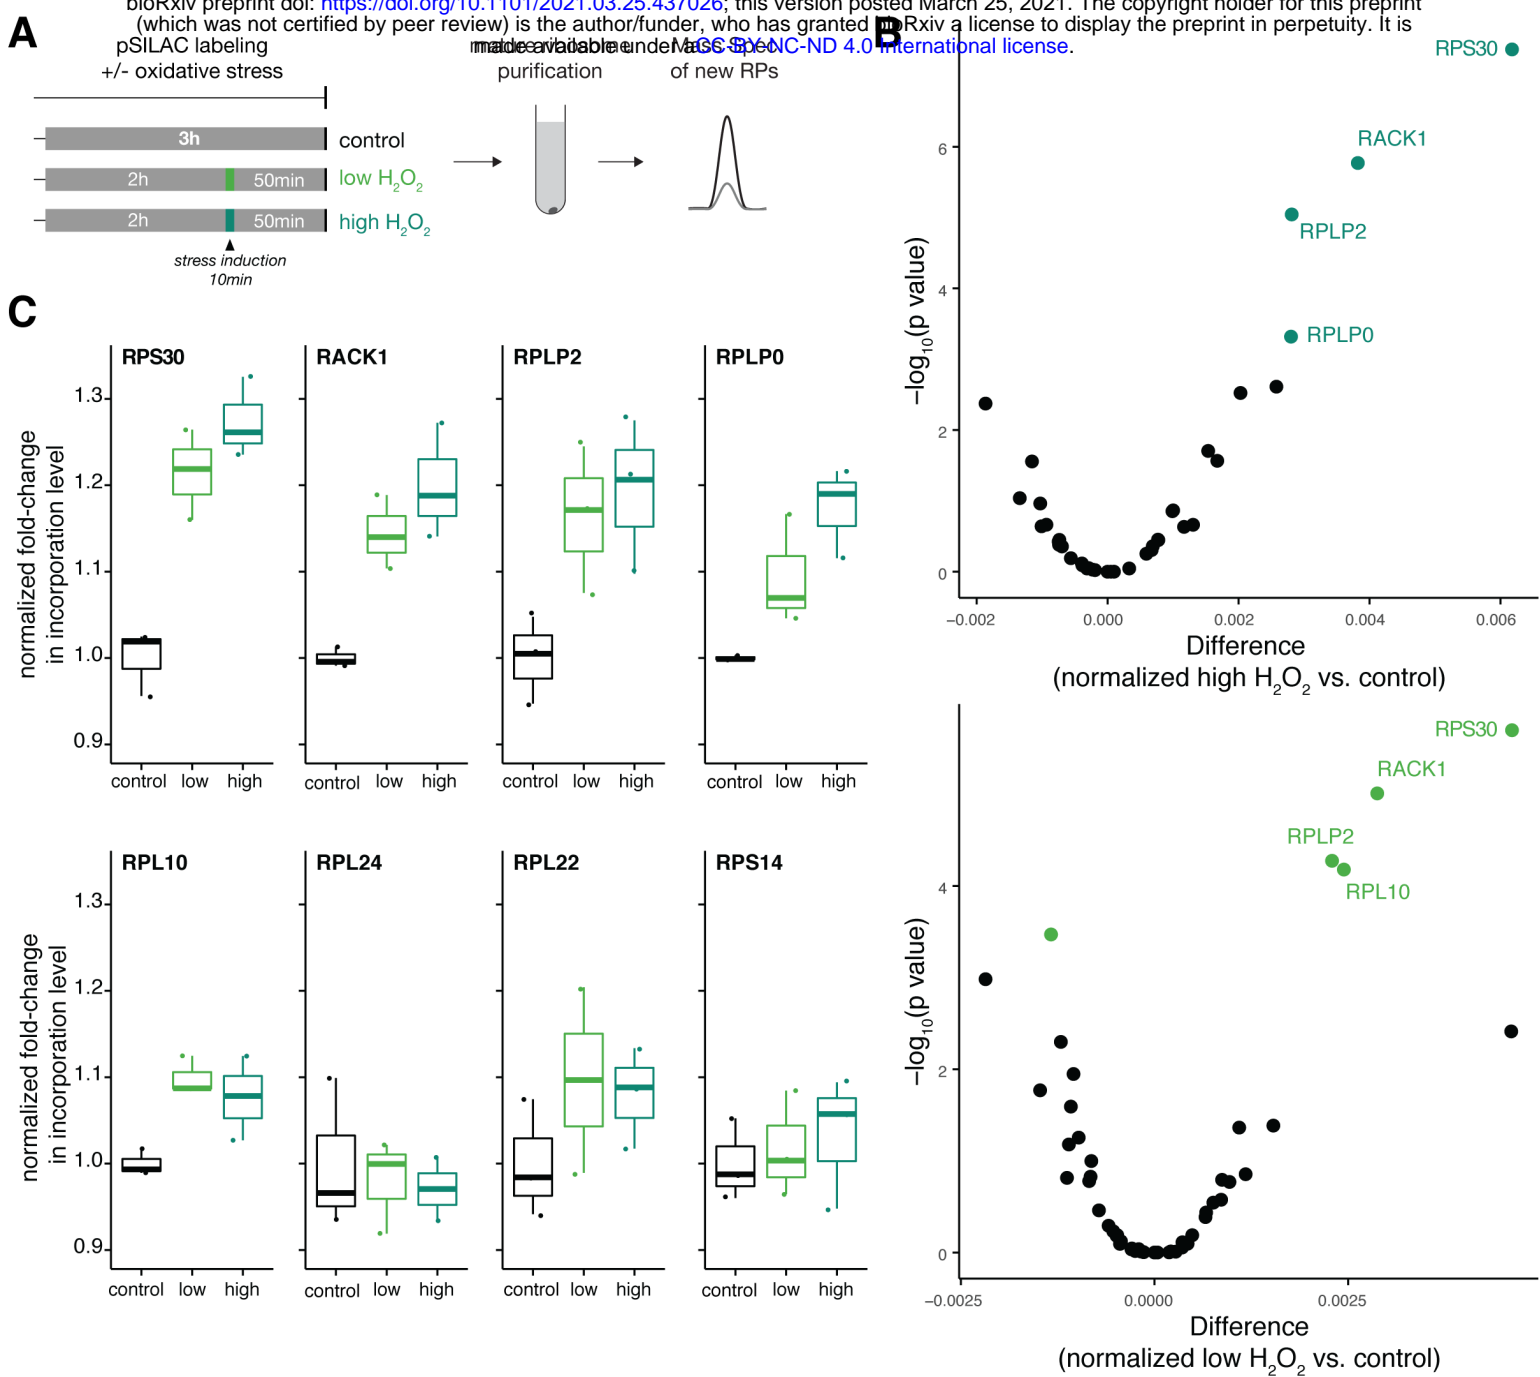 bioRxiv preprint doi: https://doi.org/10.1101/2021.03.25.437026; this version posted March 25, 2021. The copyright holder for this preprint
(which was not certified by peer review) is the author/funder, who has granted bioRxiv a license to display the preprint in perpetuity. It is
made available under a CC-BY-NC-ND 4.0 International license.
A
pSILAC labeling
+/- oxidative stress
purification
Mass Spec
of new RPs
3h
control
2h
50min
low H2O2
2h
50min
high H2O2
stress induction
10min
B
RPS30
RACK1
RPLP2
RPLP0
6
4
2
0
−log10(p value)
−0.002
0.000
0.002
0.004
0.006
Difference
(normalized high H2O2 vs. control)
RPS30
RACK1
RPLP2
RPL10
4
2
0
−log10(p value)
−0.0025
0.0000
0.0025
Difference
(normalized low H2O2 vs. control)
C
normalized fold-change
in incorporation level
1.3
1.2
1.1
1.0
0.9
RPS30
control
low
high
RACK1
control
low
high
RPLP2
control
low
high
RPLP0
control
low
high
normalized fold-change
in incorporation level
1.3
1.2
1.1
1.0
0.9
RPL10
control
low
high
RPL24
control
low
high
RPL22
control
low
high
RPS14
control
low
high